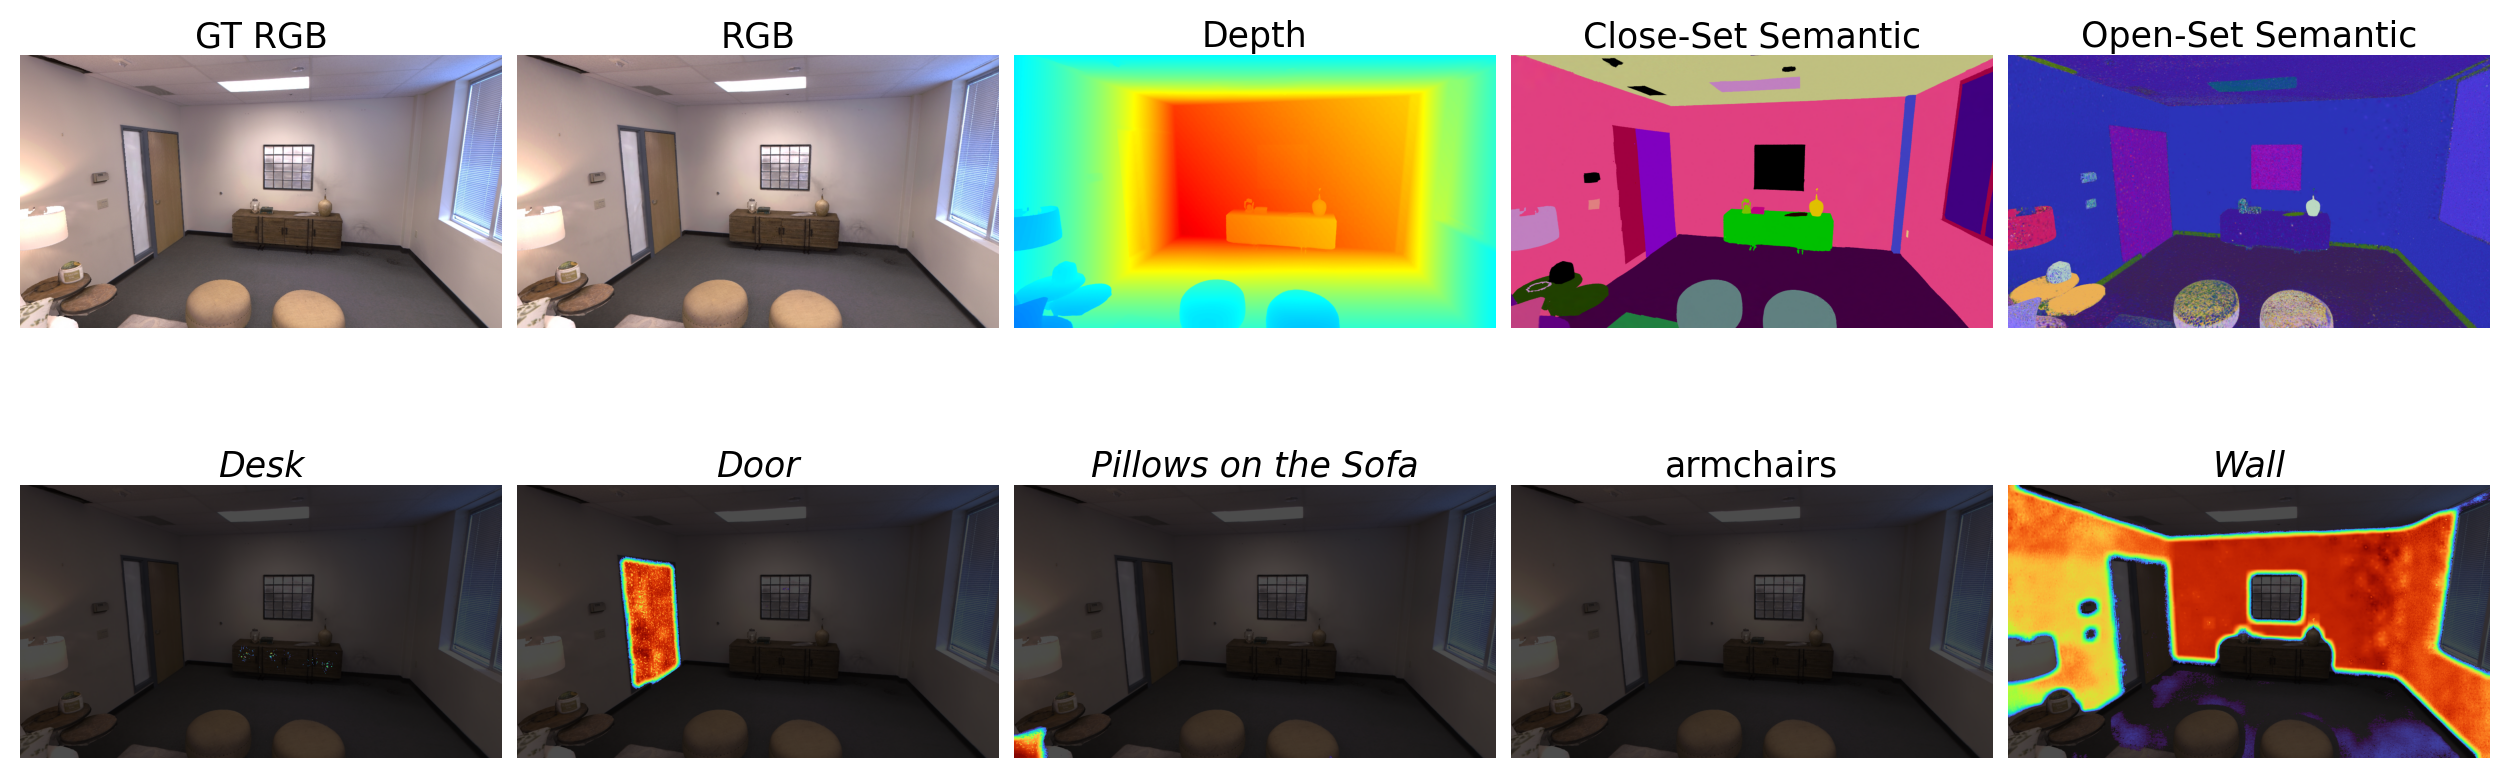 GT RGB
RGB
Depth
Close-Set Semantic
Open-Set Semantic
Desk
Door
Pillows on the Sofa
armchairs
Wall